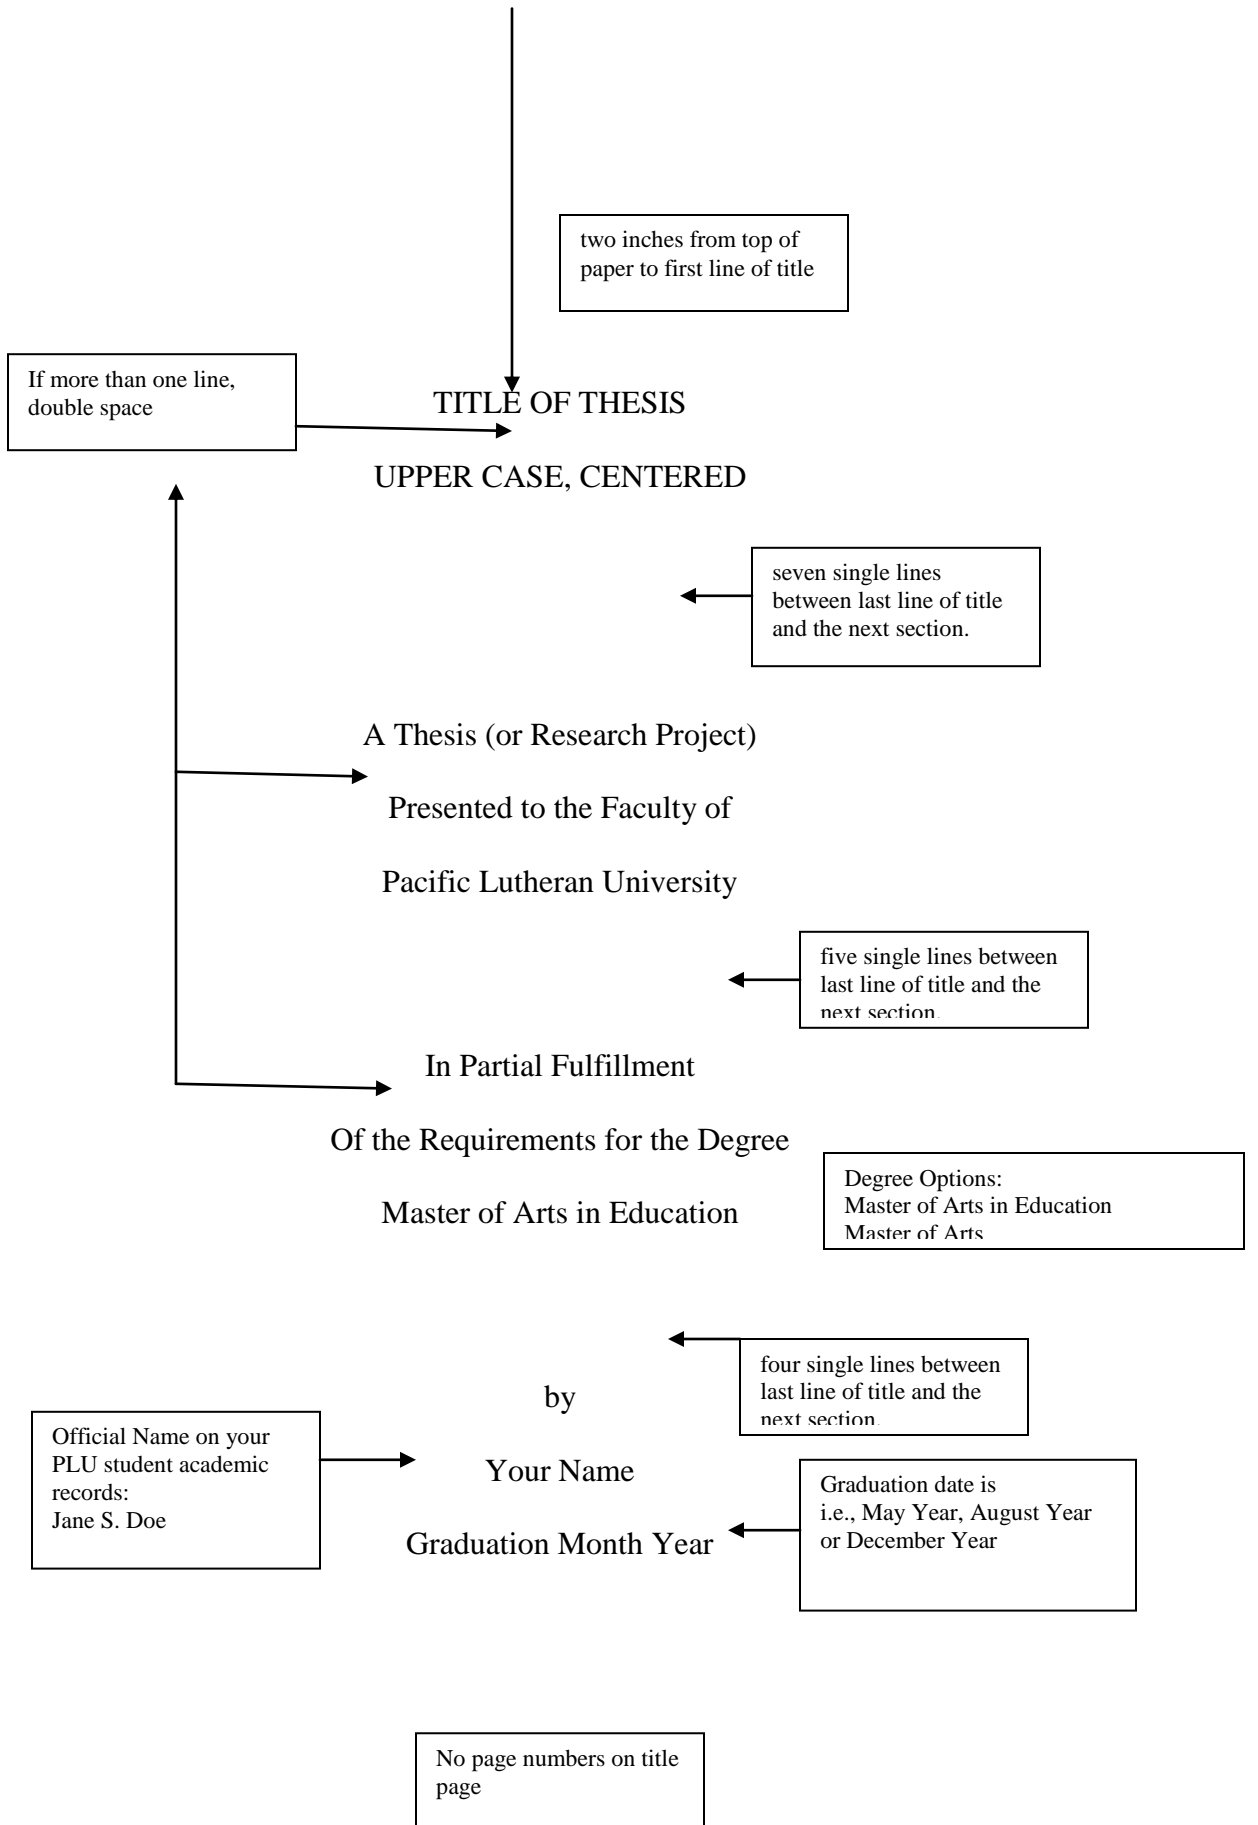 two inches from top of
paper to first line of title
If more than one line,
double space
TITLE OF THESIS
UPPER CASE, CENTERED
seven single lines
between last line of title
and the next section.
A Thesis (or Research Project)
Presented to the Faculty of
Pacific Lutheran University
five single lines between
last line of title and the
next section.
In Partial Fulfillment
Of the Requirements for the Degree
Master of Arts in Education
Degree Options:
Master of Arts in Education
Master of Arts
four single lines between
last line of title and the
next section.
by
Official Name on your
PLU student academic
records:
Jane S. Doe
Your Name
Graduation Month Year
Graduation date is
i.e., May Year, August Year
or December Year
No page numbers on title
page